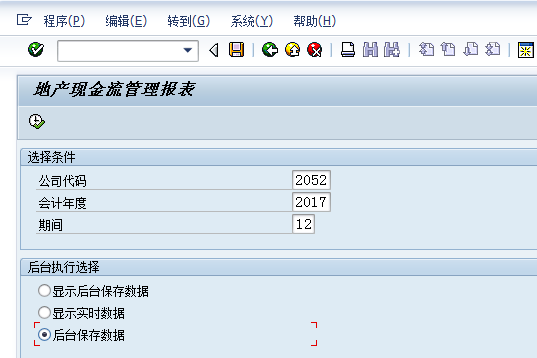 程序(P) 编辑(E) 转到(G) 系统(Y) 帮助(H)
地产现金流管理报表
选择条件
公司代码 2052
会计年度 2017
期间 12
后台执行选择
显示后台保存数据
显示实时数据
后台保存数据